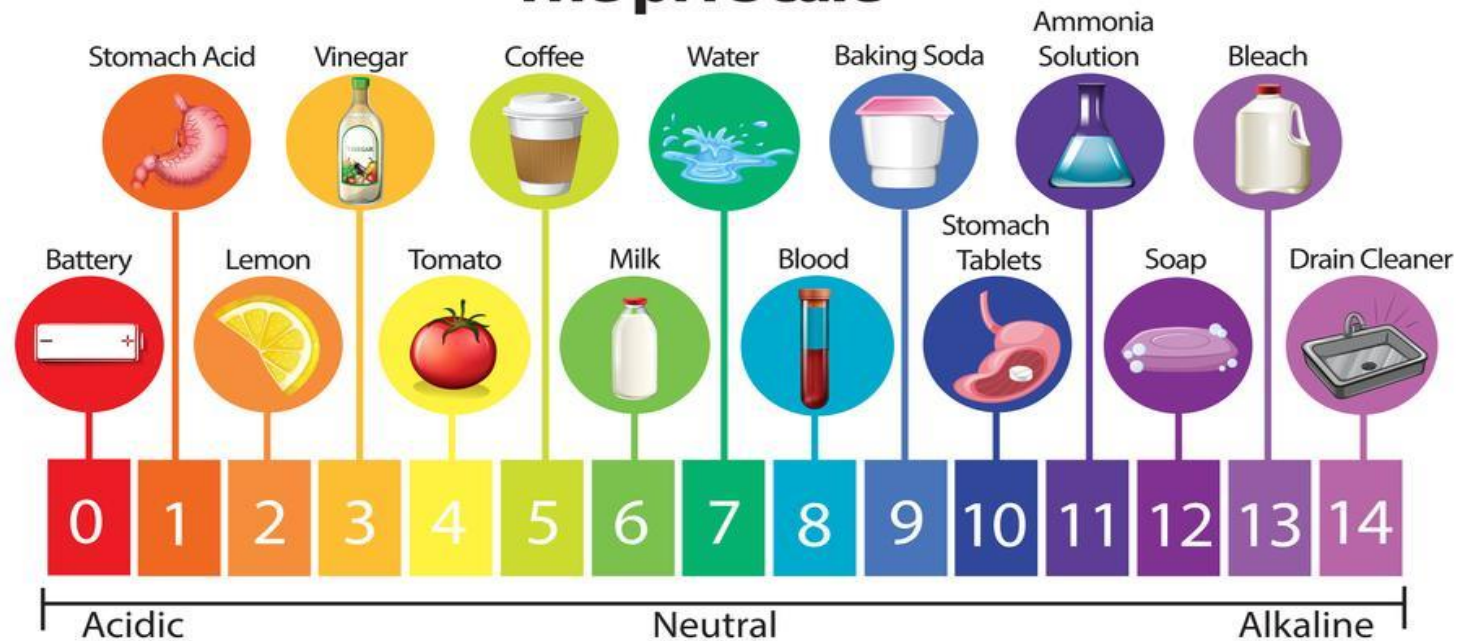 Ammonia
Stomach Acid Vinegar Coffee Water Baking Soda Solution Bleach
VINEGAR
Stomach
Battery Lemon Tomato Milk Blood Tablets Soap Drain Cleaner
- +
0 1 2 3 4 5 6 7 8 9 10 11 12 13 14
Acidic Neutral Alkaline